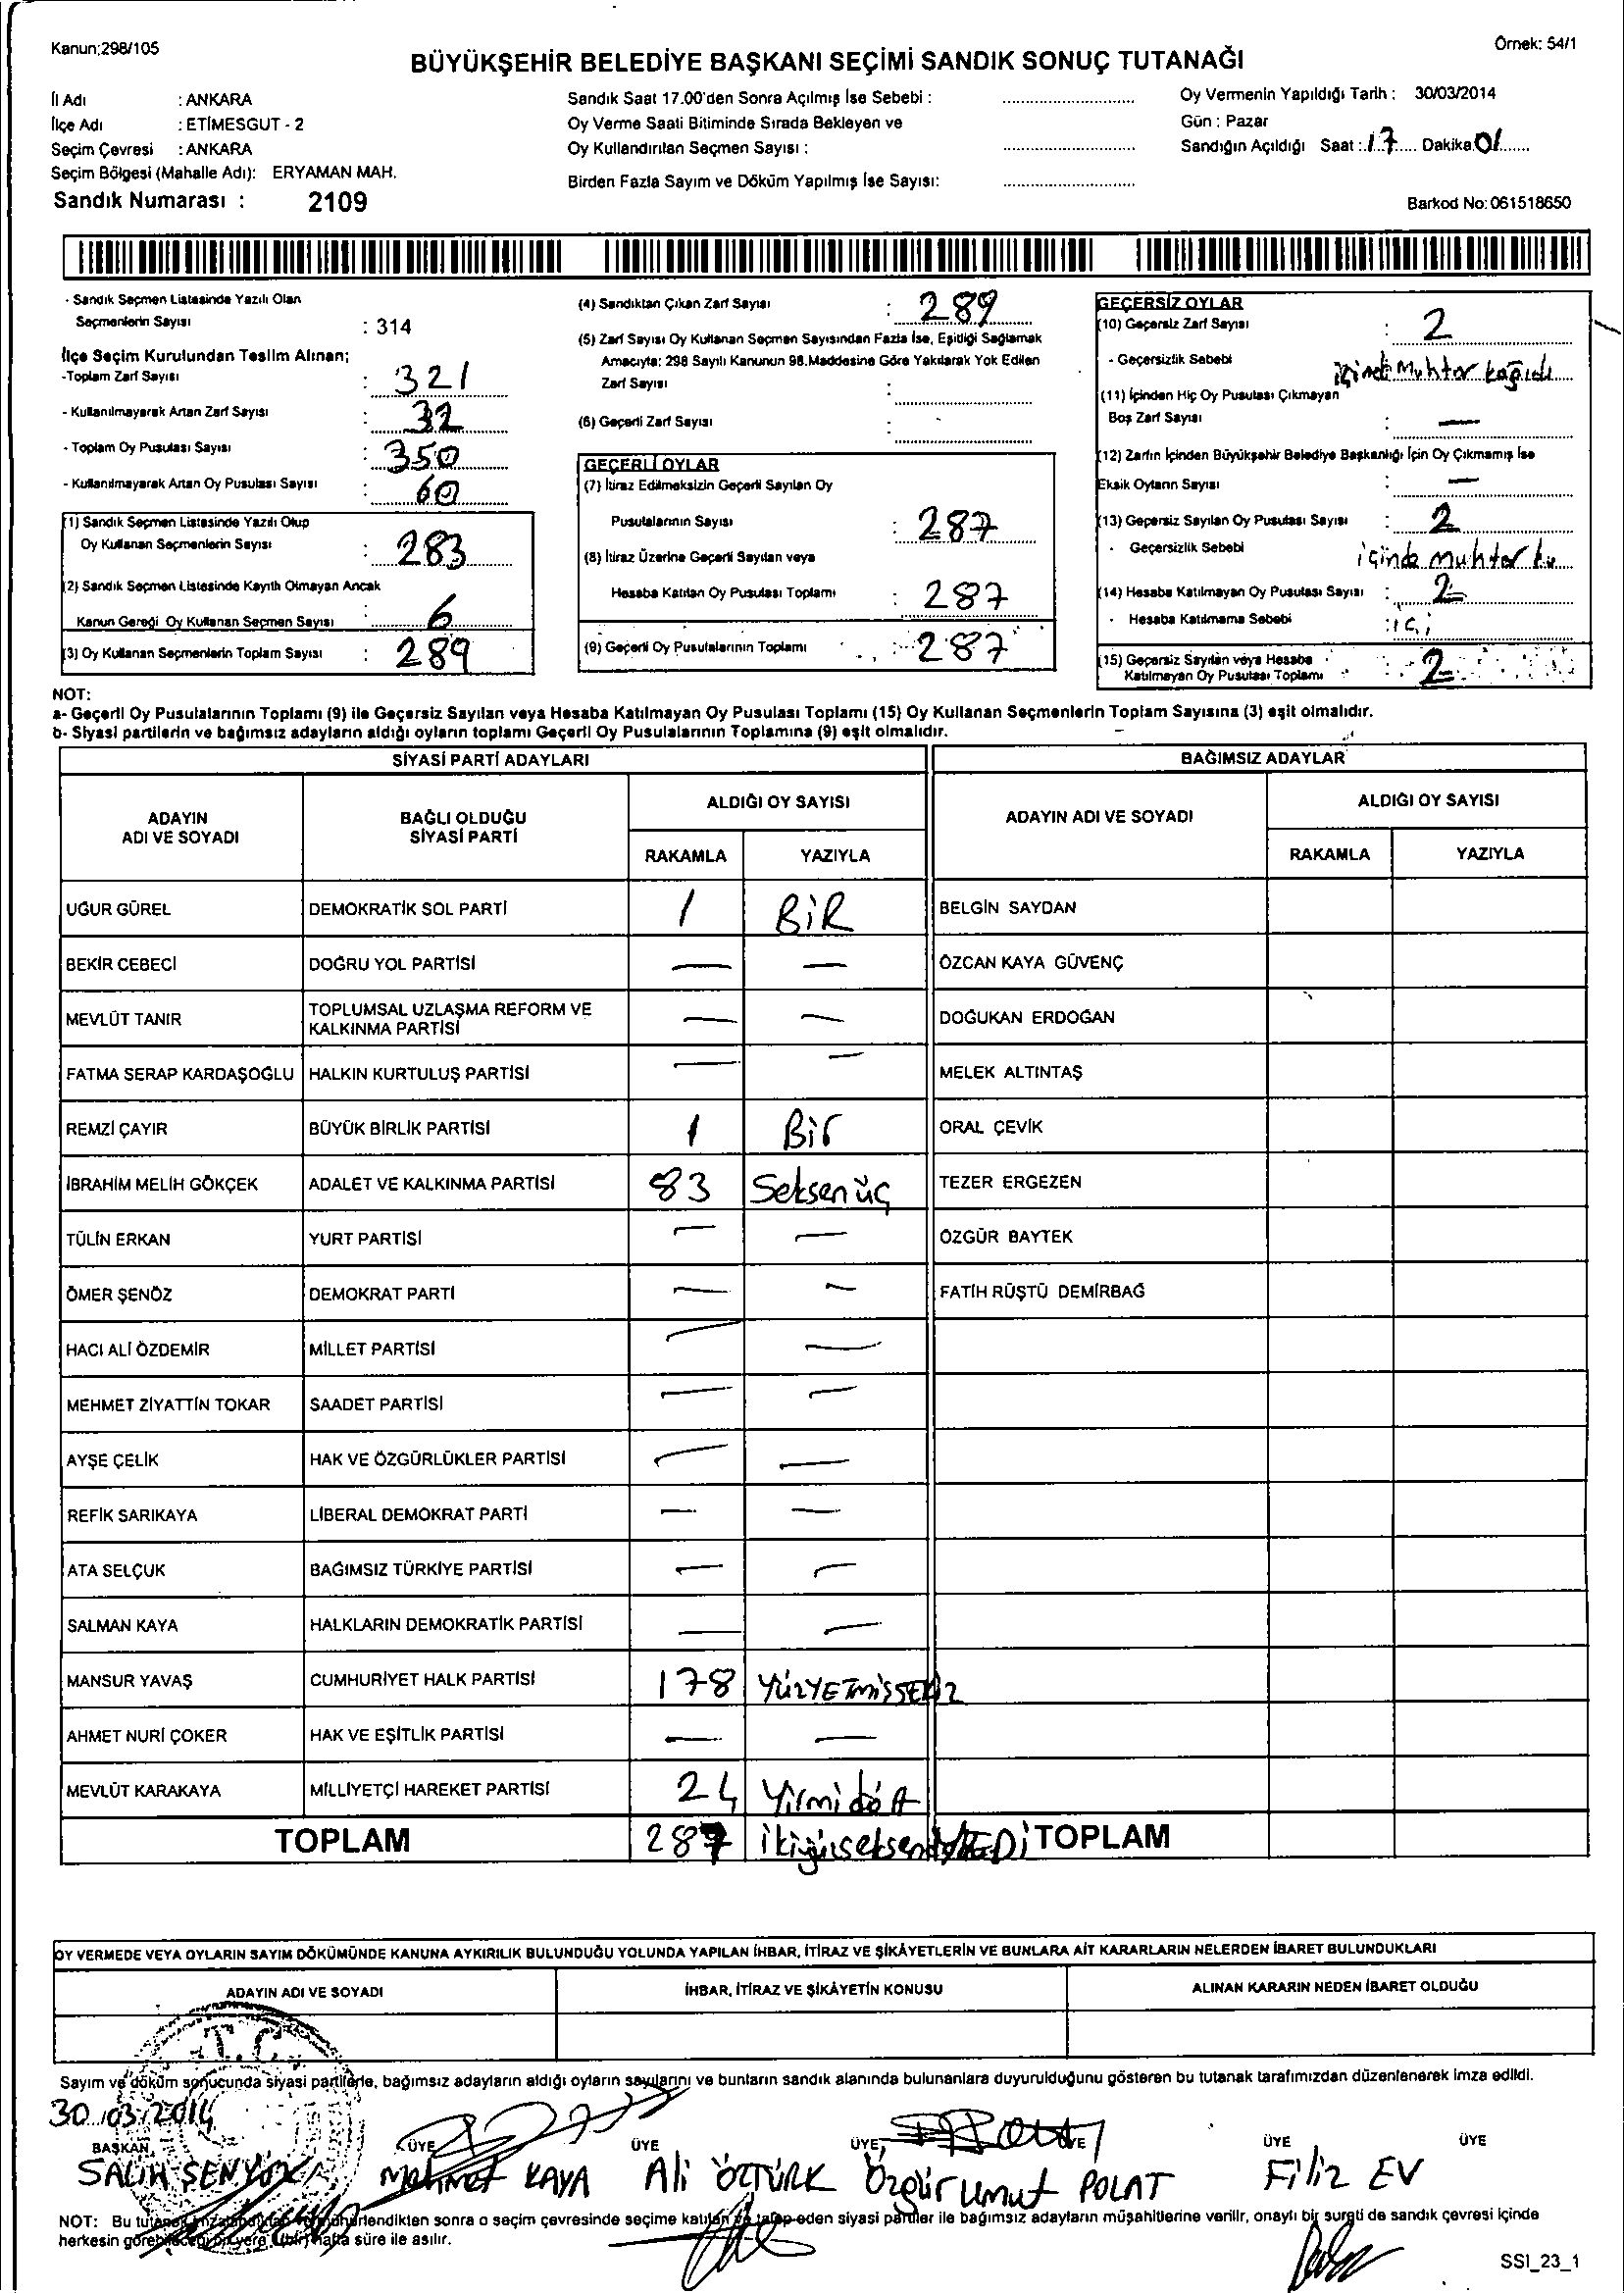 Kanun;298/105
Örnek: 54/1
BÜYÜKŞEHİR BELEDİYE BAŞKANI SEÇİMİ SANDIK SONUÇ TUTANAĞI
İl Adı : ANKARA
İlçe Adı : ETİMESGUT - 2
Seçim Çevresi : ANKARA
Seçim Bölgesi (Mahalle Adı): ERYAMAN MAH.
Sandık Numarası : 2109
Sandık Saat 17.00'den Sonra Açılmış İse Sebebi :
Oy Verme Saati Bitiminde Sırada Bekleyen ve
Oy Kullandırılan Seçmen Sayısı :
Birden Fazla Sayım ve Döküm Yapılmış İse Sayısı:
Oy Vermenin Yapıldığı Tarih : 30/03/2014
Gün : Pazar
Sandığın Açıldığı Saat : 17 Dakika 01
Barkod No: 061518650
- Sandık Seçmen Listesinde Yazılı Olan
Seçmenlerin Sayısı : 314
İlçe Seçim Kurulundan Teslim Alınan;
-Toplam Zarf Sayısı : 321
- Kullanılmayarak Artan Zarf Sayısı : 32
- Toplam Oy Pusulası Sayısı : 350
- Kullanılmayarak Artan Oy Pusulası Sayısı : 60
(1) Sandık Seçmen Listesinde Yazılı Olup
Oy Kullanan Seçmenlerin Sayısı : 283
(2) Sandık Seçmen Listesinde Kayıtlı Olmayan Ancak
Kanun Gereği Oy Kullanan Seçmen Sayısı : 6
(3) Oy Kullanan Seçmenlerin Toplam Sayısı : 289
(4) Sandıktan Çıkan Zarf Sayısı : 289
(5) Zarf Sayısı Oy Kullanan Seçmen Sayısından Fazla İse, Eşitliği Sağlamak
Amacıyla; 298 Sayılı Kanunun 98.Maddesine Göre Yakılarak Yok Edilen
Zarf Sayısı :
(6) Geçerli Zarf Sayısı :
GEÇERLİ OYLAR
(7) İtiraz Edilmeksizin Geçerli Sayılan Oy
Pusulalarının Sayısı : 287
(8) İtiraz Üzerine Geçerli Sayılan veya
Hesaba Katılan Oy Pusulası Toplamı : 287
(9) Geçerli Oy Pusulalarının Toplamı : 287
GEÇERSİZ OYLAR
(10) Geçersiz Zarf Sayısı : 2
- Geçersizlik Sebebi içinde Muhtar kağıdı
(11) İçinden Hiç Oy Pusulası Çıkmayan
Boş Zarf Sayısı : —
(12) Zarfın İçinden Büyükşehir Belediye Başkanlığı İçin Oy Çıkmamış İse
Eksik Oyların Sayısı : —
(13) Geçersiz Sayılan Oy Pusulası Sayısı : 2
- Geçersizlik Sebebi içinde muhtar ka
(14) Hesaba Katılmayan Oy Pusulası Sayısı : 2
- Hesaba Katılmama Sebebi : içi
(15) Geçersiz Sayılan veya Hesaba
Katılmayan Oy Pusulası Toplamı : 2
NOT:
a- Geçerli Oy Pusulalarının Toplamı (9) ile Geçersiz Sayılan veya Hesaba Katılmayan Oy Pusulası Toplamı (15) Oy Kullanan Seçmenlerin Toplam Sayısına (3) eşit olmalıdır.
b- Siyasi partilerin ve bağımsız adayların aldığı oyların toplamı Geçerli Oy Pusulalarının Toplamına (9) eşit olmalıdır.
SİYASİ PARTİ ADAYLARI
BAĞIMSIZ ADAYLAR
ADAYIN ADI VE SOYADI
BAĞLI OLDUĞU SİYASİ PARTİ
ALDIĞI OY SAYISI
RAKAMLA YAZIYLA
ADAYIN ADI VE SOYADI
ALDIĞI OY SAYISI
RAKAMLA YAZIYLA
UĞUR GÜREL DEMOKRATİK SOL PARTİ 1 BİR BELGİN SAYDAN
BEKİR CEBECİ DOĞRU YOL PARTİSİ — — ÖZCAN KAYA GÜVENÇ
MEVLÜT TANIR TOPLUMSAL UZLAŞMA REFORM VE KALKINMA PARTİSİ — — DOĞUKAN ERDOĞAN
FATMA SERAP KARDAŞOĞLU HALKIN KURTULUŞ PARTİSİ — — MELEK ALTINTAŞ
REMZİ ÇAYIR BÜYÜK BİRLİK PARTİSİ 1 Bir ORAL ÇEVİK
İBRAHİM MELİH GÖKÇEK ADALET VE KALKINMA PARTİSİ 83 Seksenüç TEZER ERGEZEN
TÜLİN ERKAN YURT PARTİSİ — — ÖZGÜR BAYTEK
ÖMER ŞENÖZ DEMOKRAT PARTİ — — FATİH RÜŞTÜ DEMİRBAĞ
HACI ALİ ÖZDEMİR MİLLET PARTİSİ — —
MEHMET ZİYATTİN TOKAR SAADET PARTİSİ — —
AYŞE ÇELİK HAK VE ÖZGÜRLÜKLER PARTİSİ — —
REFİK SARIKAYA LİBERAL DEMOKRAT PARTİ — —
ATA SELÇUK BAĞIMSIZ TÜRKİYE PARTİSİ — —
SALMAN KAYA HALKLARIN DEMOKRATİK PARTİSİ — —
MANSUR YAVAŞ CUMHURİYET HALK PARTİSİ 178 YÜZYETMİŞSEKİZ
AHMET NURİ ÇOKER HAK VE EŞİTLİK PARTİSİ — —
MEVLÜT KARAKAYA MİLLİYETÇİ HAREKET PARTİSİ 24 Yirmidört
TOPLAM 287 ikiyüzseksenYEDİ TOPLAM
OY VERMEDE VEYA OYLARIN SAYIM DÖKÜMÜNDE KANUNA AYKIRILIK BULUNDUĞU YOLUNDA YAPILAN İHBAR, İTİRAZ VE ŞİKÂYETLERİN VE BUNLARA AİT KARARLARIN NELERDEN İBARET BULUNDUKLARI
ADAYIN ADI VE SOYADI İHBAR, İTİRAZ VE ŞİKÂYETİN KONUSU ALINAN KARARIN NEDEN İBARET OLDUĞU
T.C.
Sayım ve döküm sonucunda siyasi partilerle, bağımsız adayların aldığı oyların sayılarını ve bunların sandık alanında bulunanlara duyurulduğunu gösteren bu tutanak tarafımızdan düzenlenerek imza edildi.
30/03/2014
BAŞKAN ÜYE ÜYE ÜYE ÜYE ÜYE ÜYE
SALİH ŞENYÜZ Mehmet KAYA Ali ÖZTÜRK Özgür Umut POLAT Filiz EV
NOT: Bu tutanak imzalanıp mühürlendikten sonra o seçim çevresinde seçime katılan ve talep eden siyasi partiler ile bağımsız adayların müşahitlerine verilir, onaylı bir sureti de sandık çevresi içinde
herkesin görebileceği bir yere 1(bir) hafta süre ile asılır.
SSI_23_1